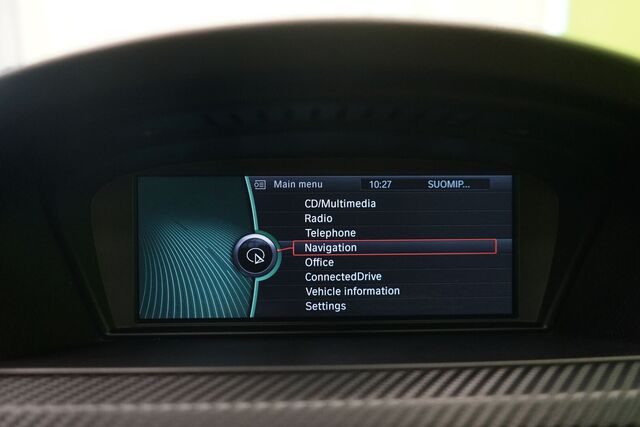 Main menu 10:27 SUOMIP...
CD/Multimedia
Radio
Telephone
Navigation
Office
ConnectedDrive
Vehicle information
Settings